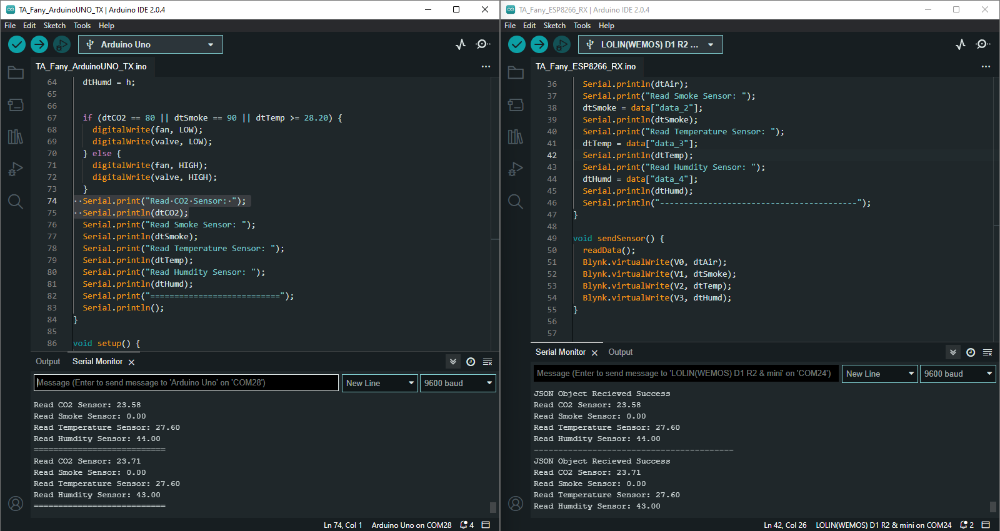 TA_Fany_ArduinoUNO_TX | Arduino IDE 2.0.4
File Edit Sketch Tools Help
Arduino Uno
TA_Fany_ArduinoUNO_TX.ino
64 dtHumd = h;
65
66
67 if (dtCO2 == 80 || dtSmoke == 90 || dtTemp >= 28.20) {
68 digitalWrite(fan, LOW);
69 digitalWrite(valve, LOW);
70 } else {
71 digitalWrite(fan, HIGH);
72 digitalWrite(valve, HIGH);
73 }
74 Serial.print("Read CO2 Sensor: ");
75 Serial.println(dtCO2);
76 Serial.print("Read Smoke Sensor: ");
77 Serial.println(dtSmoke);
78 Serial.print("Read Temperature Sensor: ");
79 Serial.println(dtTemp);
80 Serial.print("Read Humdity Sensor: ");
81 Serial.println(dtHumd);
82 Serial.print("===========================");
83 Serial.println();
84 }
85
86 void setup() {
Output Serial Monitor
Message (Enter to send message to 'Arduino Uno' on 'COM28')
New Line
9600 baud
Read CO2 Sensor: 23.58
Read Smoke Sensor: 0.00
Read Temperature Sensor: 27.60
Read Humdity Sensor: 44.00
===========================
Read CO2 Sensor: 23.71
Read Smoke Sensor: 0.00
Read Temperature Sensor: 27.60
Read Humdity Sensor: 43.00
===========================
Ln 74, Col 1 Arduino Uno on COM28 4
TA_Fany_ESP8266_RX | Arduino IDE 2.0.4
File Edit Sketch Tools Help
LOLIN(WEMOS) D1 R2 ...
TA_Fany_ESP8266_RX.ino
36 Serial.println(dtAir);
37 Serial.print("Read Smoke Sensor: ");
38 dtSmoke = data["data_2"];
39 Serial.println(dtSmoke);
40 Serial.print("Read Temperature Sensor: ");
41 dtTemp = data["data_3"];
42 Serial.println(dtTemp);
43 Serial.print("Read Humdity Sensor: ");
44 dtHumd = data["data_4"];
45 Serial.println(dtHumd);
46 Serial.println("-----------------------------------------");
47 }
48
49 void sendSensor() {
50 readData();
51 Blynk.virtualWrite(V0, dtAir);
52 Blynk.virtualWrite(V1, dtSmoke);
53 Blynk.virtualWrite(V2, dtTemp);
54 Blynk.virtualWrite(V3, dtHumd);
55 }
56
57
Serial Monitor Output
Message (Enter to send message to 'LOLIN(WEMOS) D1 R2 & mini' on 'COM24')
New Line
9600 baud
JSON Object Recieved Success
Read CO2 Sensor: 23.58
Read Smoke Sensor: 0.00
Read Temperature Sensor: 27.60
Read Humdity Sensor: 44.00
-----------------------------------------
JSON Object Recieved Success
Read CO2 Sensor: 23.71
Read Smoke Sensor: 0.00
Read Temperature Sensor: 27.60
Read Humdity Sensor: 43.00
Ln 42, Col 26 LOLIN(WEMOS) D1 R2 & mini on COM24 2